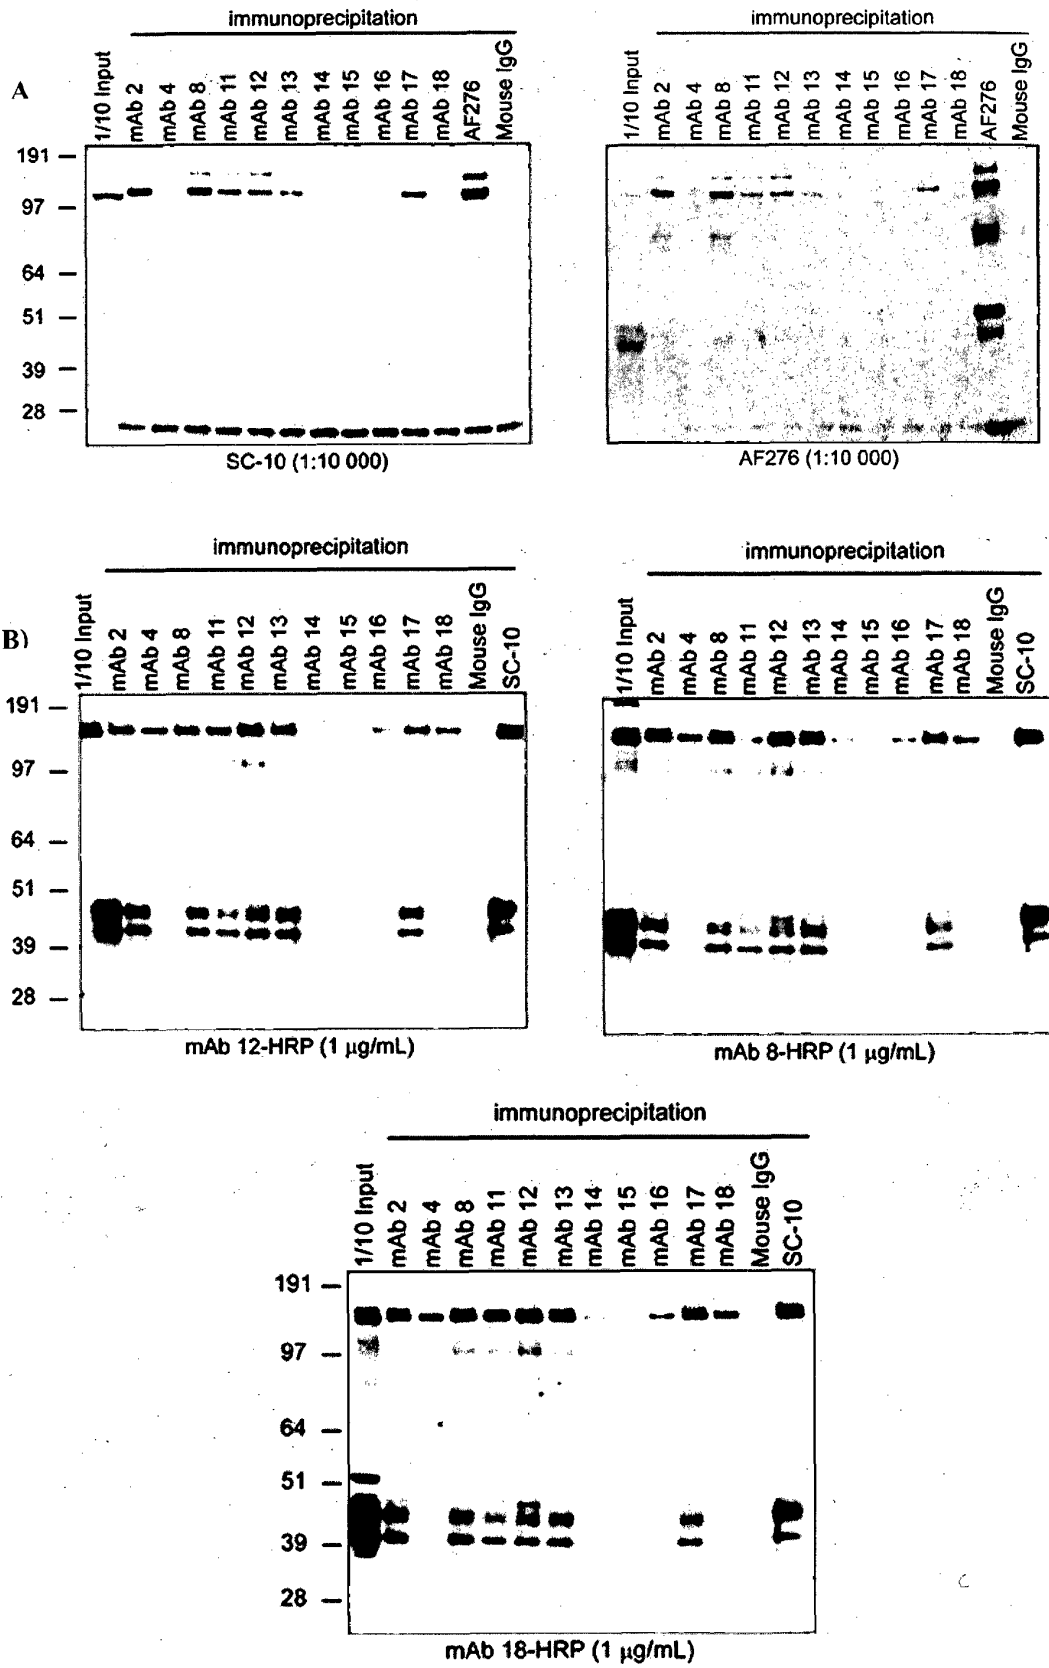 immunoprecipitation
A
1/10 Input
mAb 2
mAb 4
mAb 8
mAb 11
mAb 12
mAb 13
mAb 14
mAb 15
mAb 16
mAb 17
mAb 18
AF276
Mouse IgG
191
97
64
51
39
28
SC-10 (1:10 000)
immunoprecipitation
1/10 Input
mAb 2
mAb 4
mAb 8
mAb 11
mAb 12
mAb 13
mAb 14
mAb 15
mAb 16
mAb 17
mAb 18
AF276
Mouse IgG
AF276 (1:10 000)
immunoprecipitation
B)
1/10 Input
mAb 2
mAb 4
mAb 8
mAb 11
mAb 12
mAb 13
mAb 14
mAb 15
mAb 16
mAb 17
mAb 18
Mouse IgG
SC-10
191
97
64
51
39
28
mAb 12-HRP (1 µg/mL)
immunoprecipitation
1/10 Input
mAb 2
mAb 4
mAb 8
mAb 11
mAb 12
mAb 13
mAb 14
mAb 15
mAb 16
mAb 17
mAb 18
Mouse IgG
SC-10
mAb 8-HRP (1 µg/mL)
immunoprecipitation
1/10 Input
mAb 2
mAb 4
mAb 8
mAb 11
mAb 12
mAb 13
mAb 14
mAb 15
mAb 16
mAb 17
mAb 18
Mouse IgG
SC-10
191
97
64
51
39
28
mAb 18-HRP (1 µg/mL)